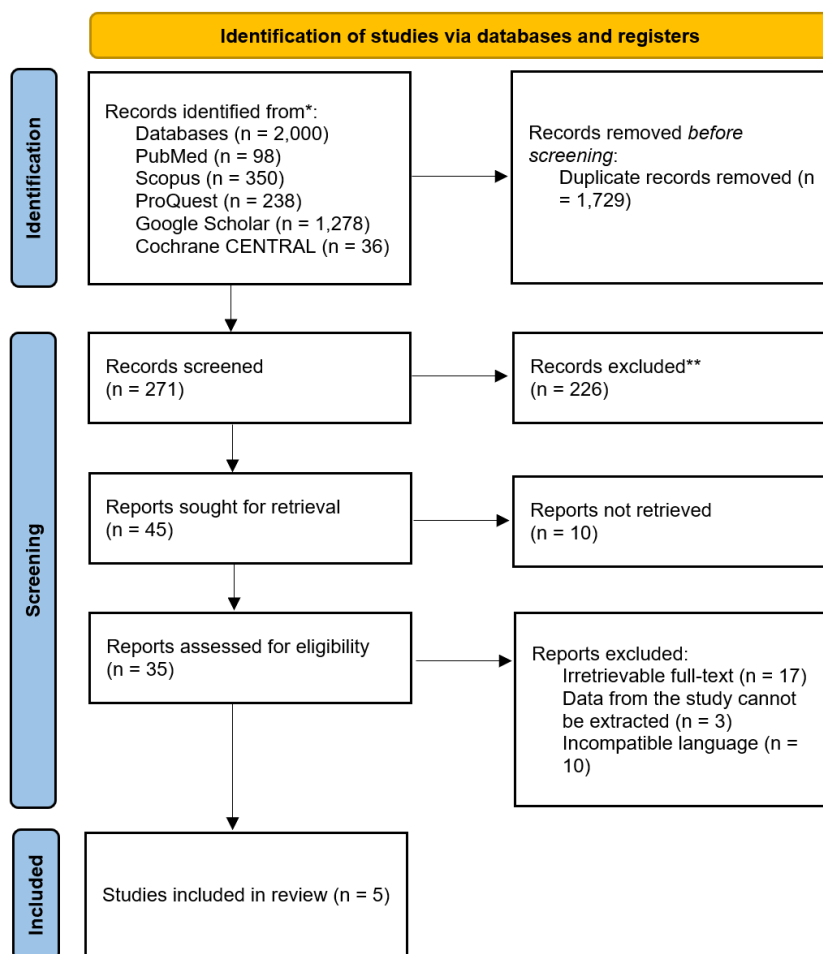 Identification of studies via databases and registers
Identification
Records identified from*:
Databases (n = 2,000)
PubMed (n = 98)
Scopus (n = 350)
ProQuest (n = 238)
Google Scholar (n = 1,278)
Cochrane CENTRAL (n = 36)
Records removed before
screening:
Duplicate records removed (n
= 1,729)
Screening
Records screened
(n = 271)
Records excluded**
(n = 226)
Reports sought for retrieval
(n = 45)
Reports not retrieved
(n = 10)
Reports assessed for eligibility
(n = 35)
Reports excluded:
Irretrievable full-text (n = 17)
Data from the study cannot
be extracted (n = 3)
Incompatible language (n =
10)
Included
Studies included in review (n = 5)